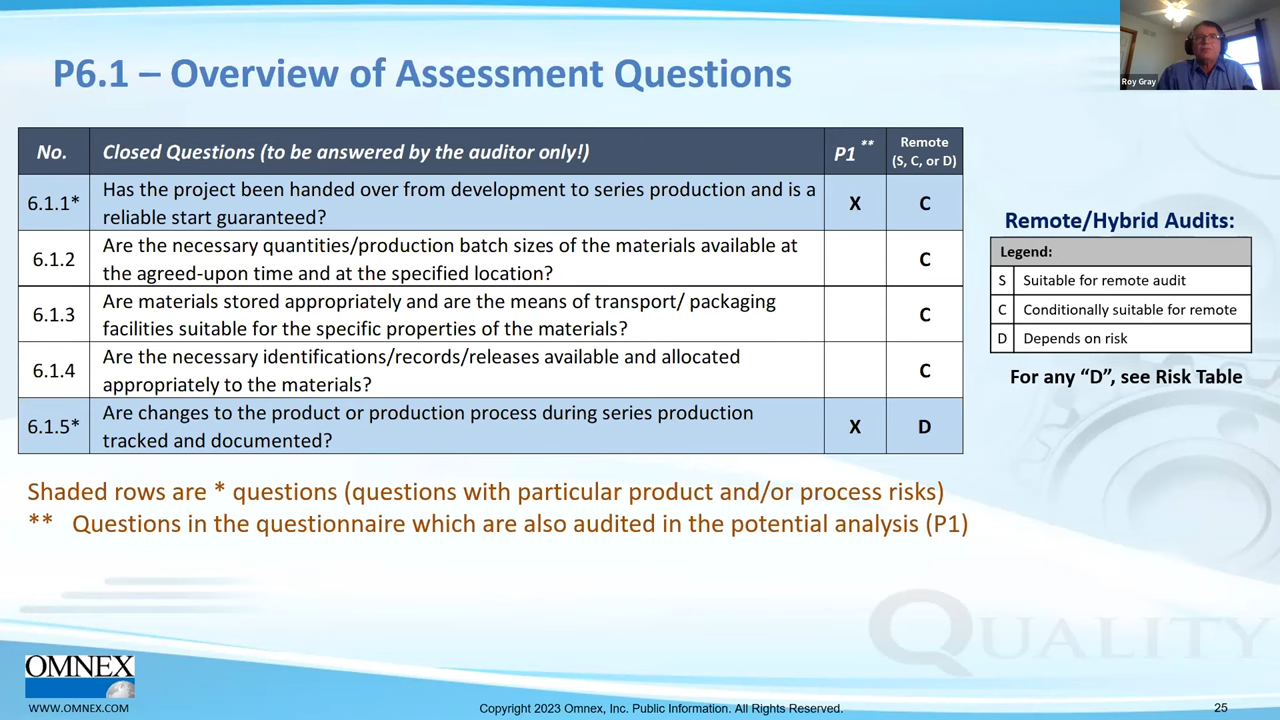 P6.1 – Overview of Assessment Questions
Roy Gray
No.
Closed Questions (to be answered by the auditor only!)
P1 **
Remote
(S, C, or D)
6.1.1*
Has the project been handed over from development to series production and is a
reliable start guaranteed?
X
C
6.1.2
Are the necessary quantities/production batch sizes of the materials available at
the agreed-upon time and at the specified location?
C
6.1.3
Are materials stored appropriately and are the means of transport/ packaging
facilities suitable for the specific properties of the materials?
C
6.1.4
Are the necessary identifications/records/releases available and allocated
appropriately to the materials?
C
6.1.5*
Are changes to the product or production process during series production
tracked and documented?
X
D
Remote/Hybrid Audits:
Legend:
S Suitable for remote audit
C Conditionally suitable for remote
D Depends on risk
For any “D”, see Risk Table
Shaded rows are * questions (questions with particular product and/or process risks)
** Questions in the questionnaire which are also audited in the potential analysis (P1)
QUALITY
OMNEX
WWW.OMNEX.COM
Copyright 2023 Omnex, Inc. Public Information. All Rights Reserved.
25